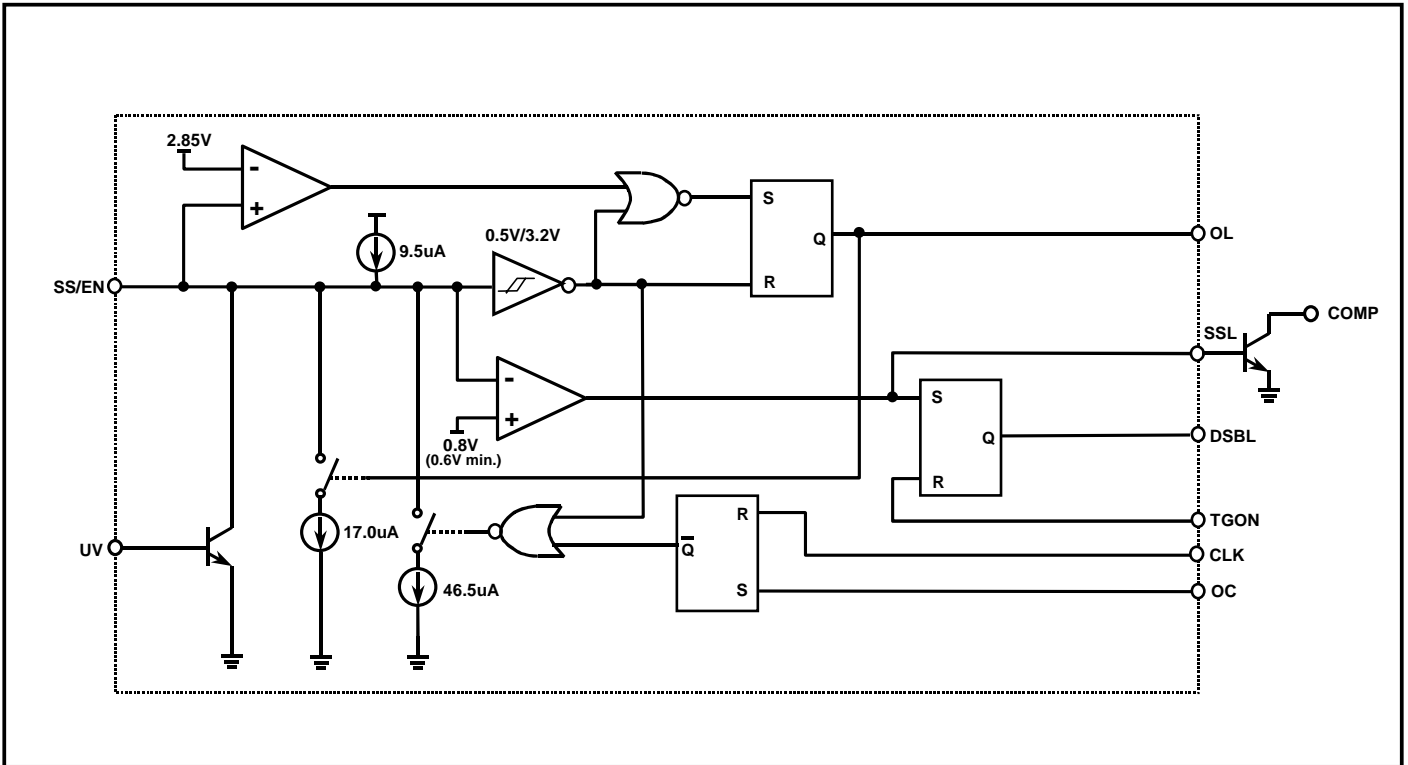 2.85V
-
+
9.5uA
0.5V/3.2V
S
Q
R
OL
SS/EN
COMP
SSL
-
+
0.8V
(0.6V min.)
S
Q
R
DSBL
TGON
UV
17.0uA
46.5uA
R
Q̅
S
CLK
OC